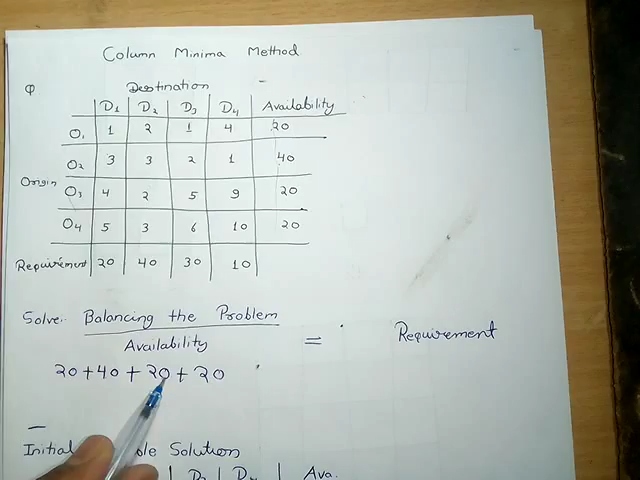 Column Minima Method
Destination
D1 D2 D3 D4 Availability
O1 1 2 1 4 20
O2 3 3 2 1 40
Origin
O3 4 2 5 9 20
O4 5 3 6 10 20
Requirement 20 40 30 10
Solve:- Balancing the Problem
Availability = Requirement
20+40+20+20
Solution
Ava.